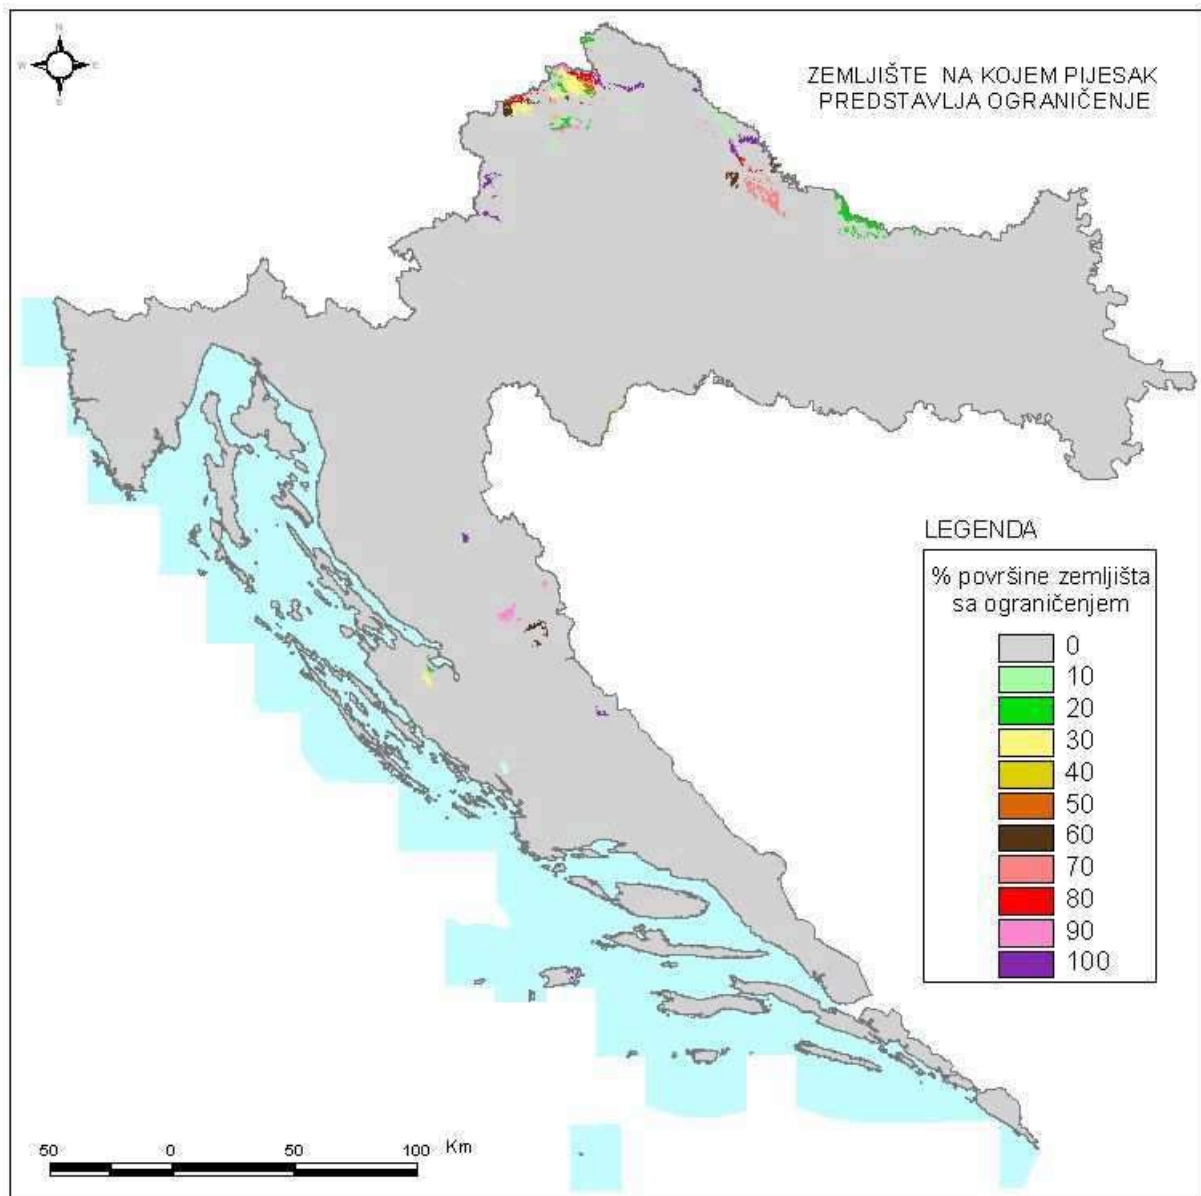 N
W E
S
ZEMLJIŠTE NA KOJEM PIJESAK
PREDSTAVLJA OGRANIČENJE
LEGENDA
% površine zemljišta
sa ograničenjem
0
10
20
30
40
50
60
70
80
90
100
50 0 50 100 Km